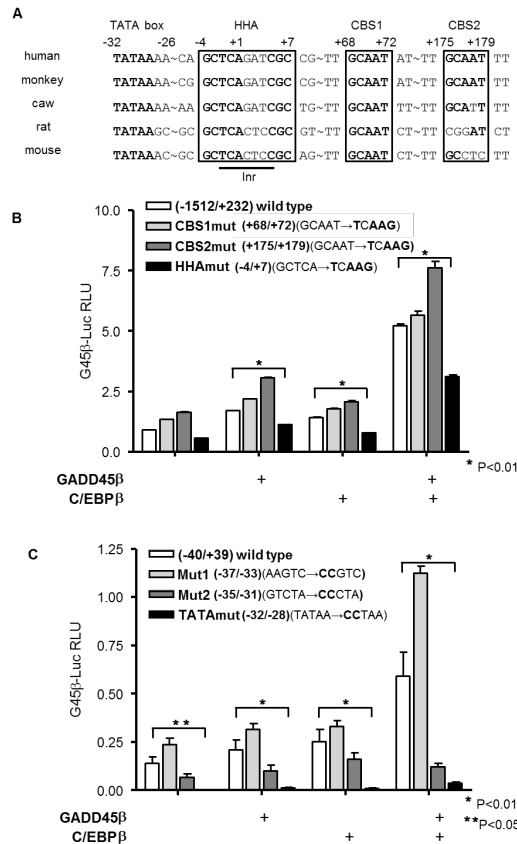 A
TATA box HHA CBS1 CBS2
-32 -26 -4 +1 +7 +68 +72 +175 +179
human TATAAAA~CA GCTCAGATCGC CG~TT GCAAT AT~TT GCAAT TT
monkey TATAAAA~CA GCTCAGATCGC CG~TT GCAAT AT~TT GCAAT TT
caw TATAAAA~AA GCTCAGATCGC CG~TT GCAAT AT~TT GCATT TT
rat TATAAGC~GC GCTCACTCCGC GT~TT GCAAT CT~TT CGGAT CT
mouse TATAAAC~GC GCTCACTCCGC AC~TT GCAAT CT~TT GCCTC TT
Inr
B
(-1512/+232) wild type
CBS1mut (+68/+72)(GCAAT→TCAAG)
CBS2mut (+175/+179)(GCAAT→TCAAG)
HHAmut (-4/+7)(GCTCA→TCAAG)
G45β-Luc RLU
10.0
7.5
5.0
2.5
0.0
* * *
* P<0.01
GADD45β + +
C/EBPβ + +
C
(-40/+39) wild type
Mut1 (-37/-33)(AAGTC→CCGTC)
Mut2 (-35/-31)(GTCTA→CCCTA)
TATAmut (-32/-28)(TATAA→CCTAA)
G45β-Luc RLU
1.25
1.00
0.75
0.50
0.25
0.00
** * * *
* P<0.01
**P<0.05
GADD45β + +
C/EBPβ + +